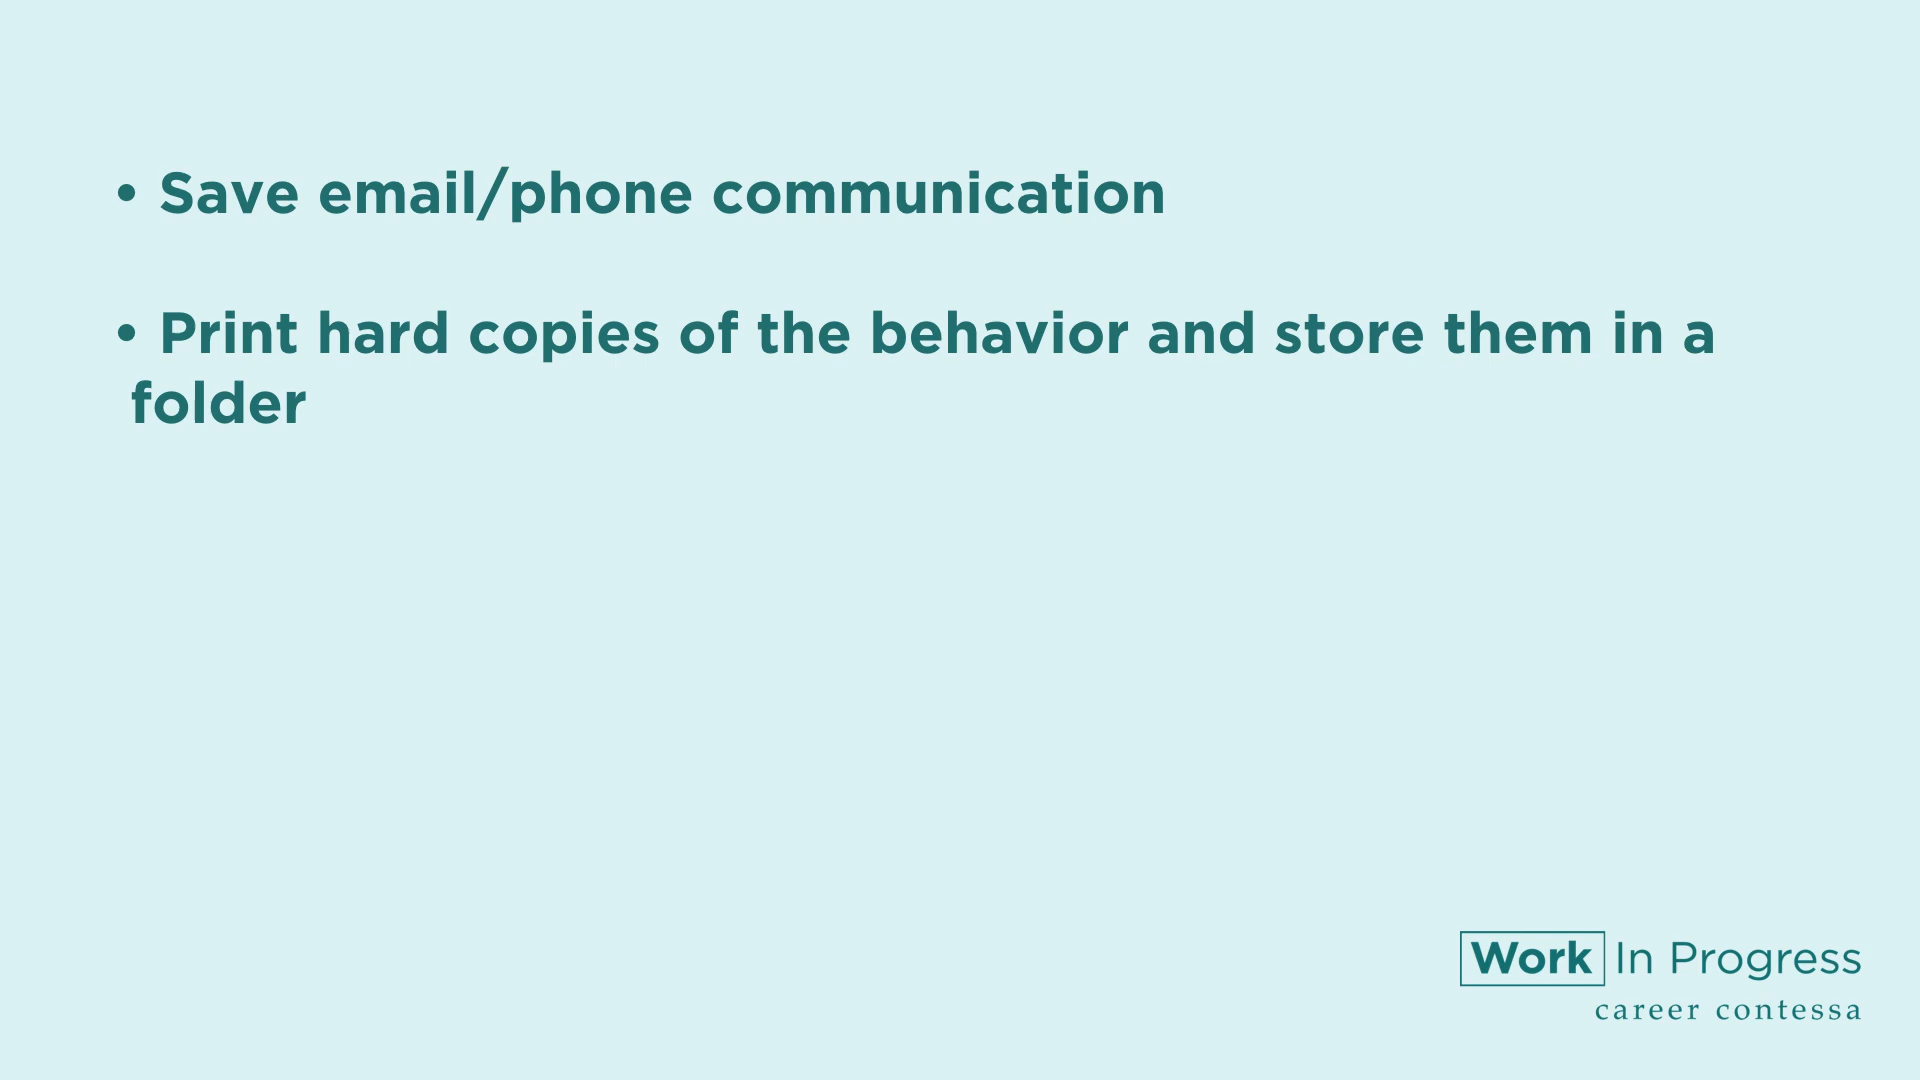 • Save email/phone communication
• Print hard copies of the behavior and store them in a
folder
Work In Progress
career contessa